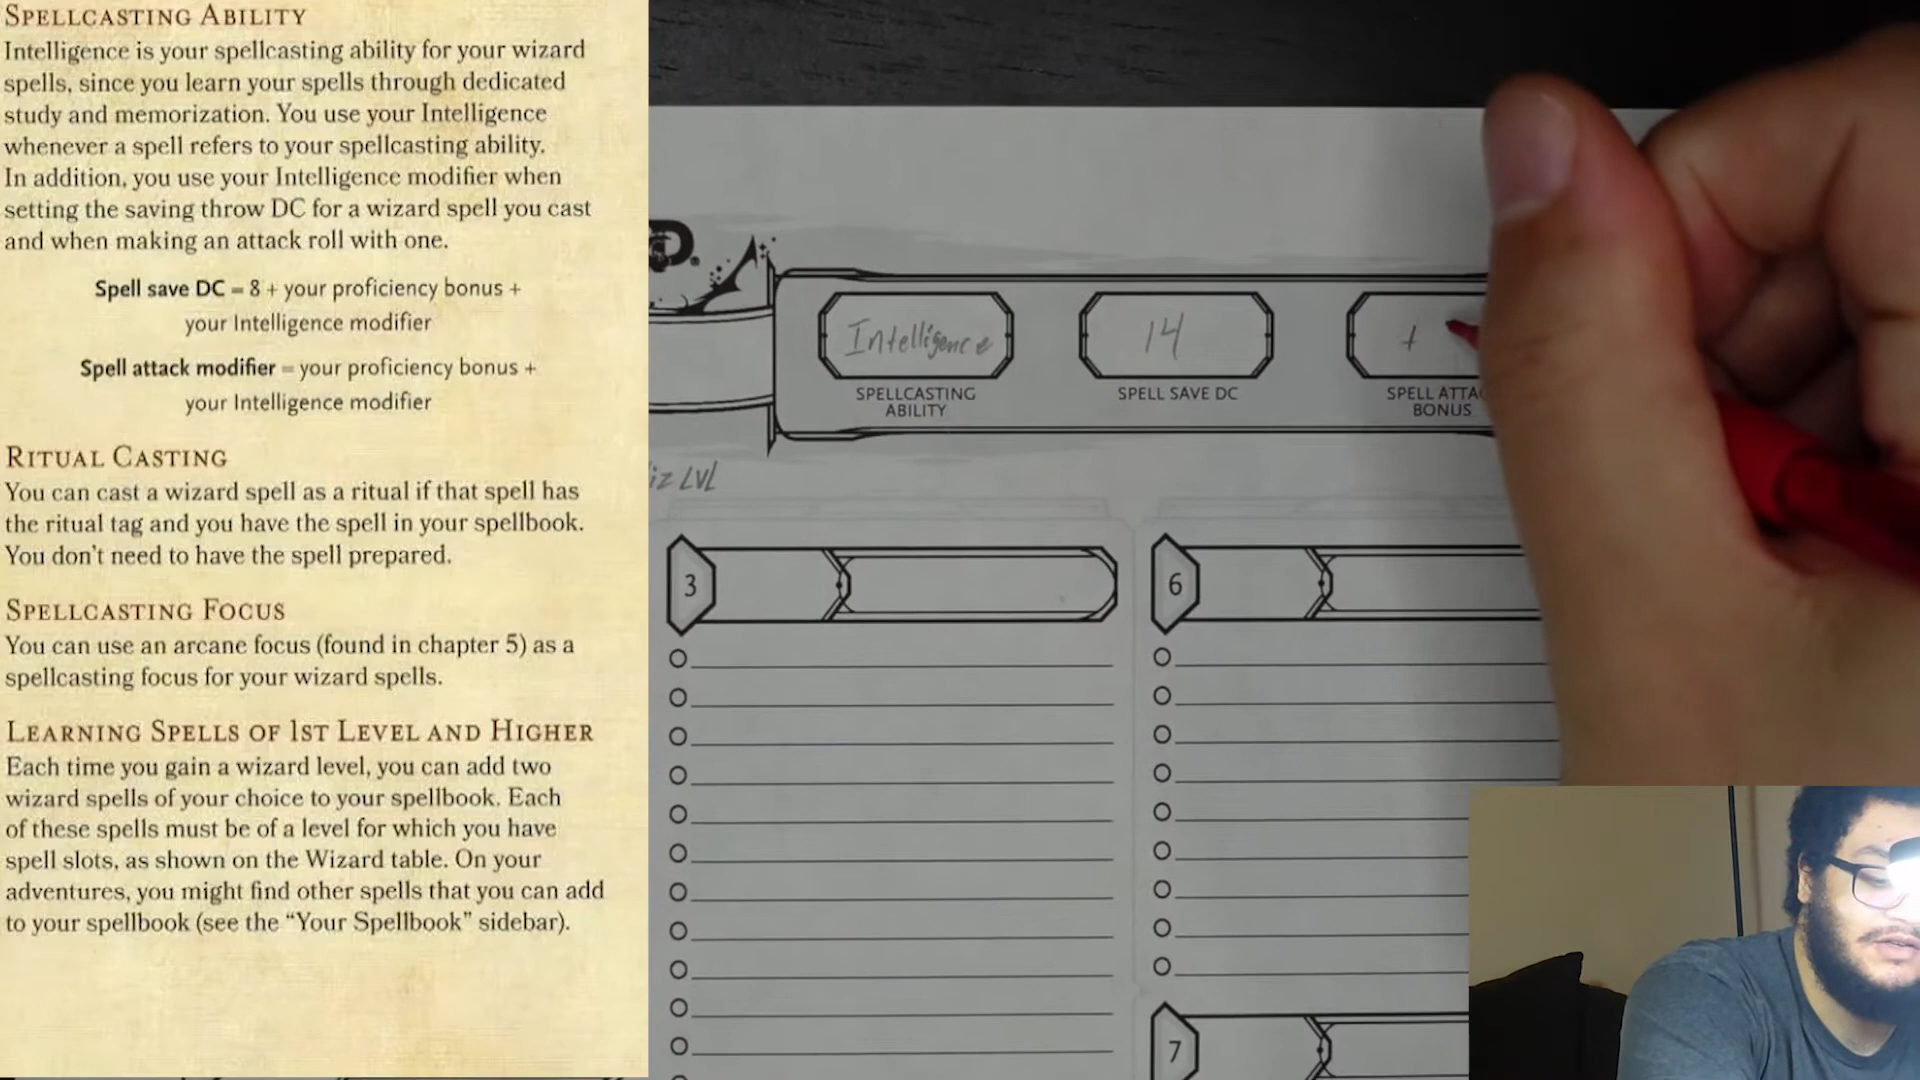 SPELLCASTING ABILITY
Intelligence is your spellcasting ability for your wizard
spells, since you learn your spells through dedicated
study and memorization. You use your Intelligence
whenever a spell refers to your spellcasting ability.
In addition, you use your Intelligence modifier when
setting the saving throw DC for a wizard spell you cast
and when making an attack roll with one.
Spell save DC = 8 + your proficiency bonus +
your Intelligence modifier
Spell attack modifier = your proficiency bonus +
your Intelligence modifier
RITUAL CASTING
You can cast a wizard spell as a ritual if that spell has
the ritual tag and you have the spell in your spellbook.
You don't need to have the spell prepared.
SPELLCASTING FOCUS
You can use an arcane focus (found in chapter 5) as a
spellcasting focus for your wizard spells.
LEARNING SPELLS OF 1ST LEVEL AND HIGHER
Each time you gain a wizard level, you can add two
wizard spells of your choice to your spellbook. Each
of these spells must be of a level for which you have
spell slots, as shown on the Wizard table. On your
adventures, you might find other spells that you can add
to your spellbook (see the “Your Spellbook” sidebar).
Intelligence
SPELLCASTING
ABILITY
14
SPELL SAVE DC
+
SPELL ATTA
BONUS
iz LVL
3
6
7